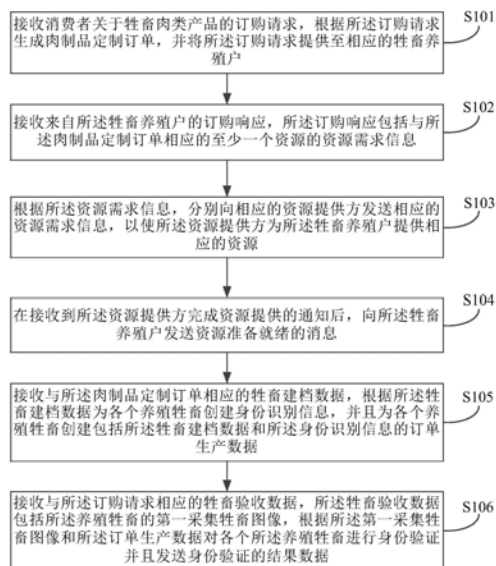 接收消费者关于牲畜肉类产品的订购请求，根据所述订购请求
生成肉制品定制订单，并将所述订购请求提供至相应的牲畜养
殖户
S101
接收来自所述牲畜养殖户的订购响应，所述订购响应包括与所
述肉制品定制订单相应的至少一个资源的资源需求信息
S102
根据所述资源需求信息，分别向相应的资源提供方发送相应的
资源需求信息，以使所述资源提供方为所述牲畜养殖户提供相
应的资源
S103
在接收到所述资源提供方完成资源提供的通知后，向所述牲畜
养殖户发送资源准备就绪的消息
S104
接收与所述肉制品定制订单相应的牲畜建档数据，根据所述牲
畜建档数据为各个养殖牲畜创建身份识别信息，并且为各个养
殖牲畜创建包括所述牲畜建档数据和所述身份识别信息的订单
生产数据
S105
接收与所述订购请求相应的牲畜验收数据，所述牲畜验收数据
包括所述养殖牲畜的第一采集牲畜图像，根据所述第一采集牲
畜图像和所述订单生产数据对各个所述养殖牲畜进行身份验证
并且发送身份验证的结果数据
S106